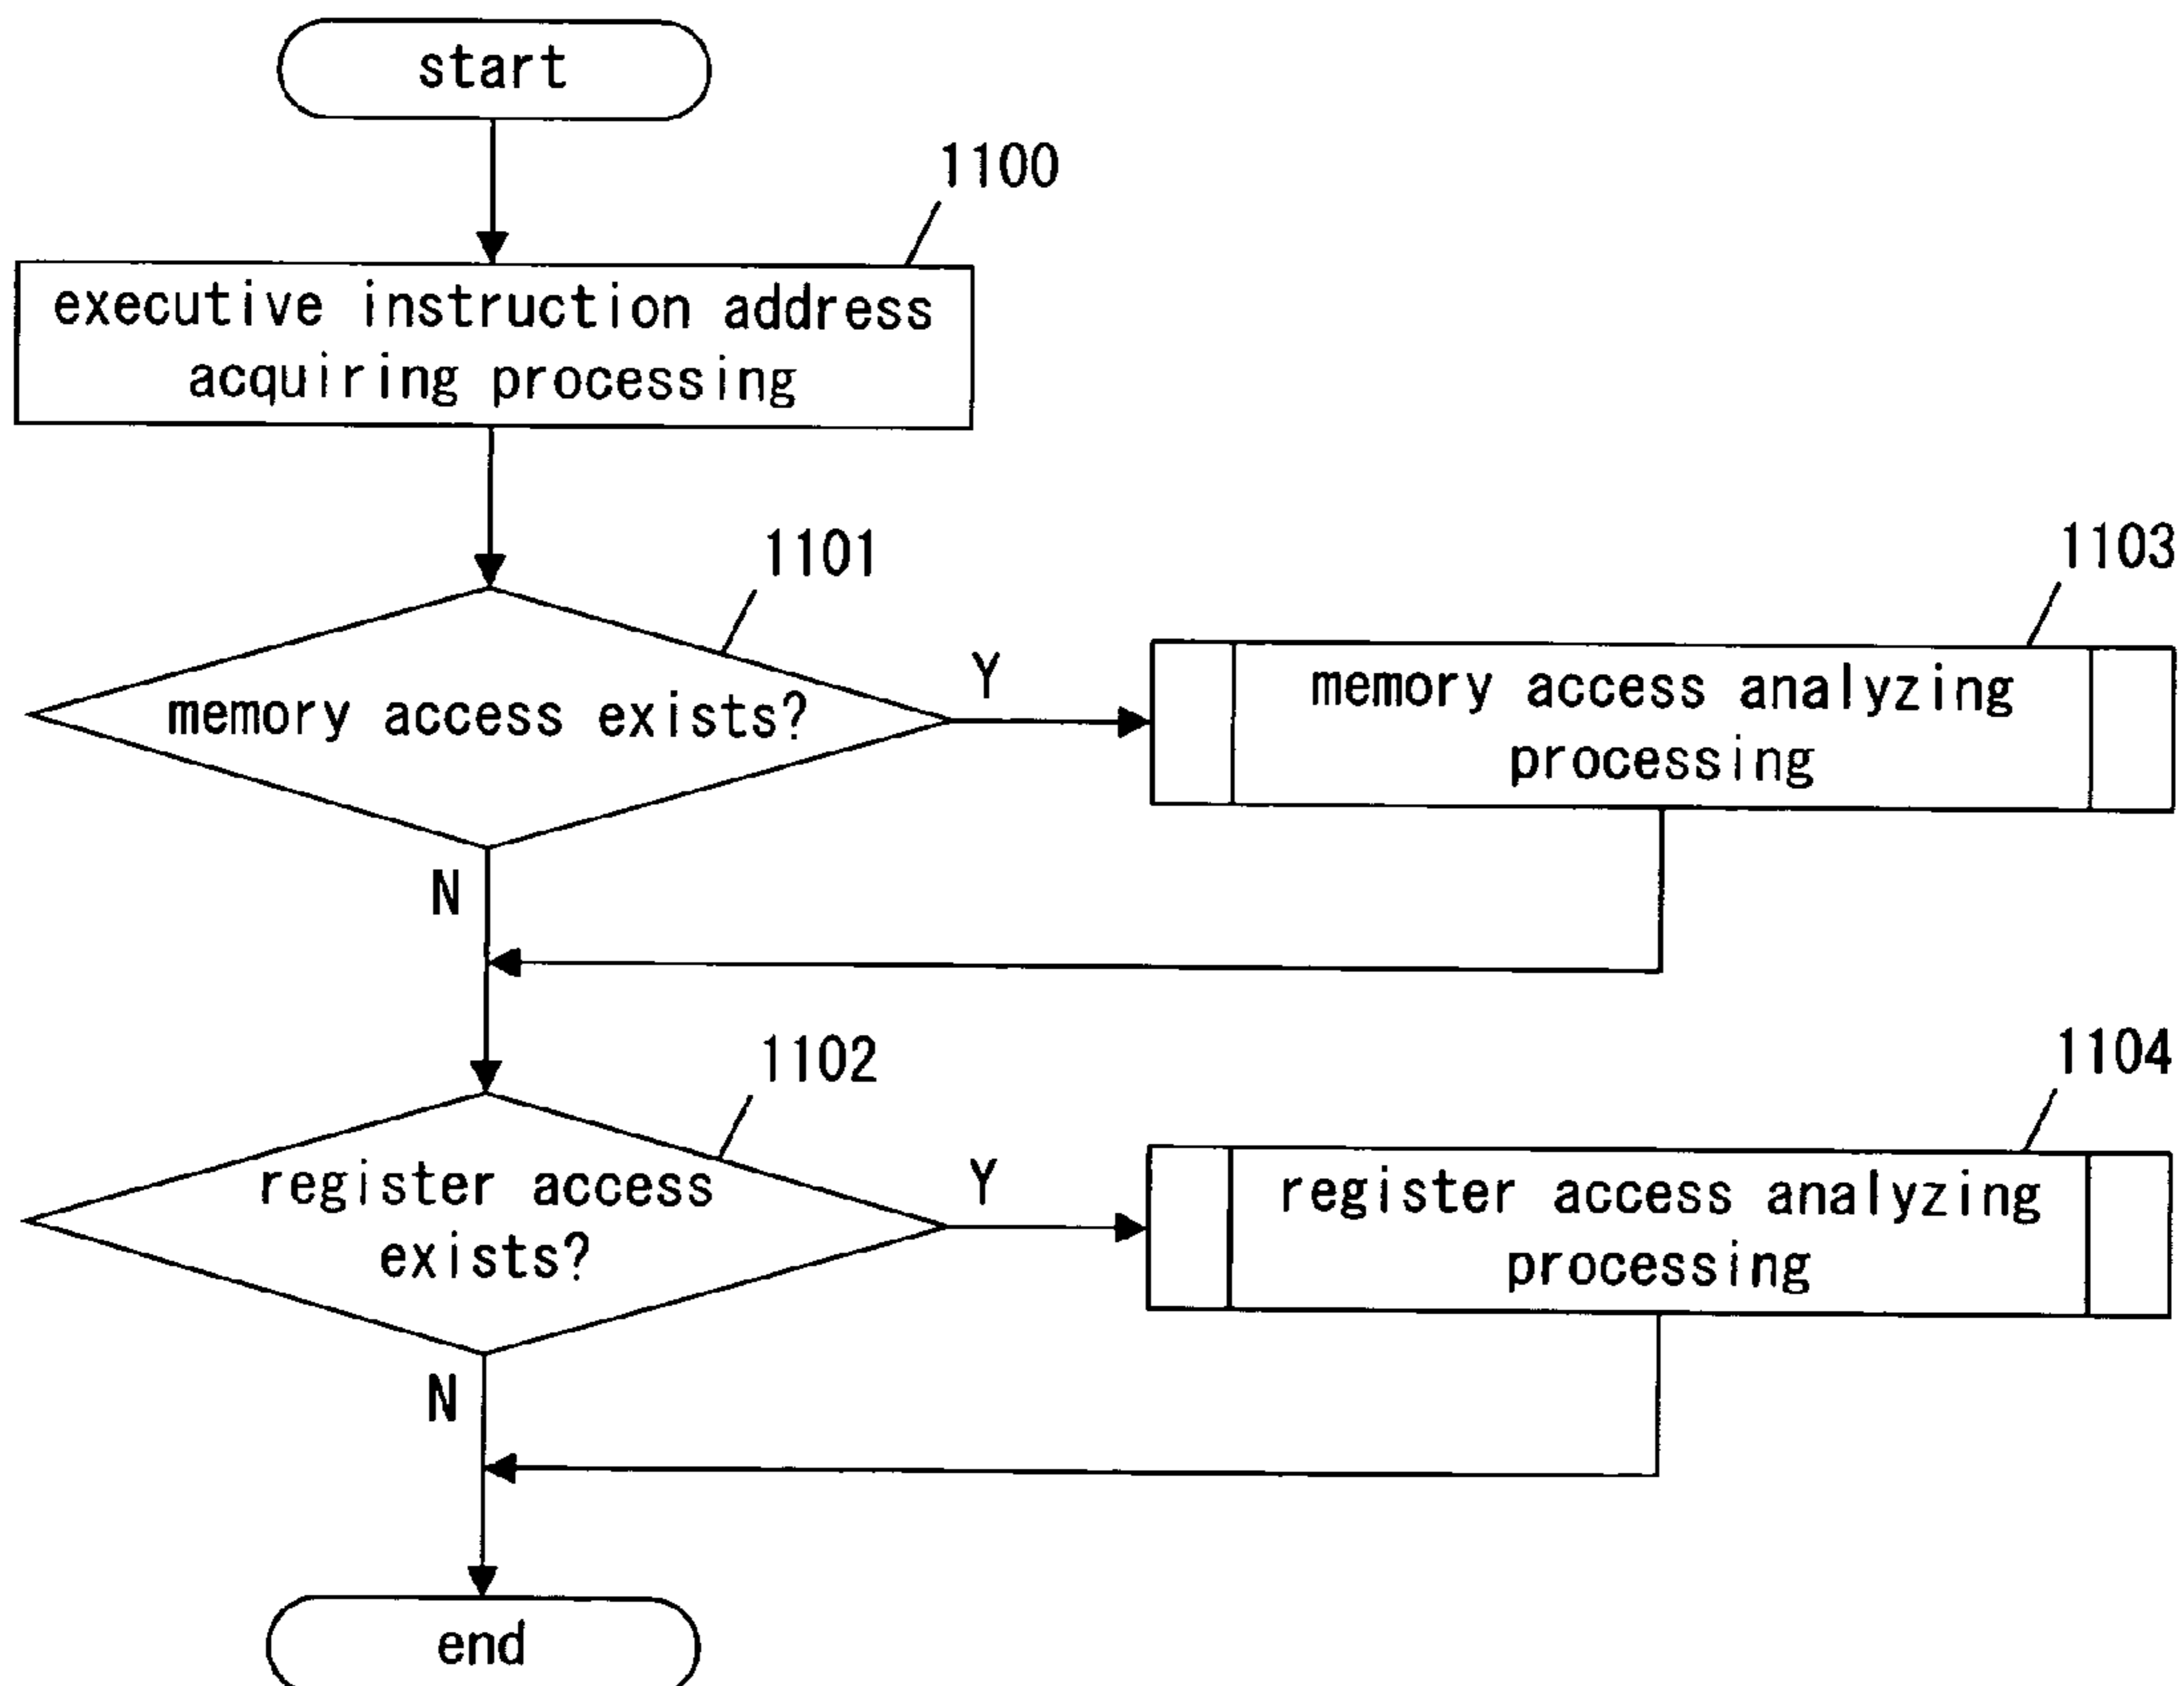 start
1100
executive instruction address
acquiring processing
1101
memory access exists?
Y
1103
memory access analyzing
processing
N
1102
register access
exists?
Y
1104
register access analyzing
processing
N
end